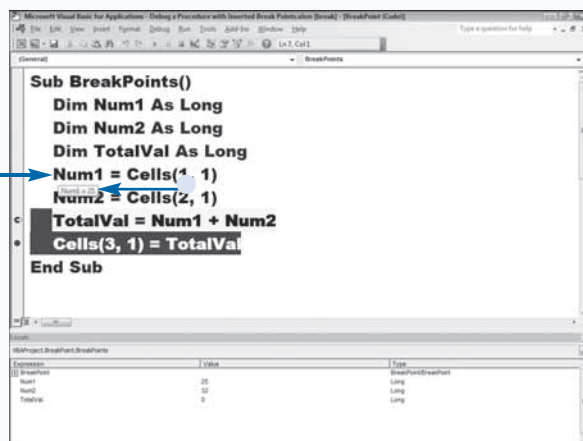 Microsoft Visual Basic for Applications - Debug a Procedure with Inserted Break Points.xlsm [break] - [BreakPoint (Code)]
File Edit View Insert Format Debug Run Tools Add-Ins Window Help Type a question for help
Ln 7, Col 1
(General) BreakPoints
Sub BreakPoints()
Dim Num1 As Long
Dim Num2 As Long
Dim TotalVal As Long
Num1 = Cells(1, 1)
Num1 = 25
Num2 = Cells(2, 1)
TotalVal = Num1 + Num2
Cells(3, 1) = TotalVal
End Sub
Locals
VBAProject.BreakPoint.BreakPoints
Expression Value Type
BreakPoint BreakPoint/BreakPoint
Num1 25 Long
Num2 32 Long
TotalVal 0 Long